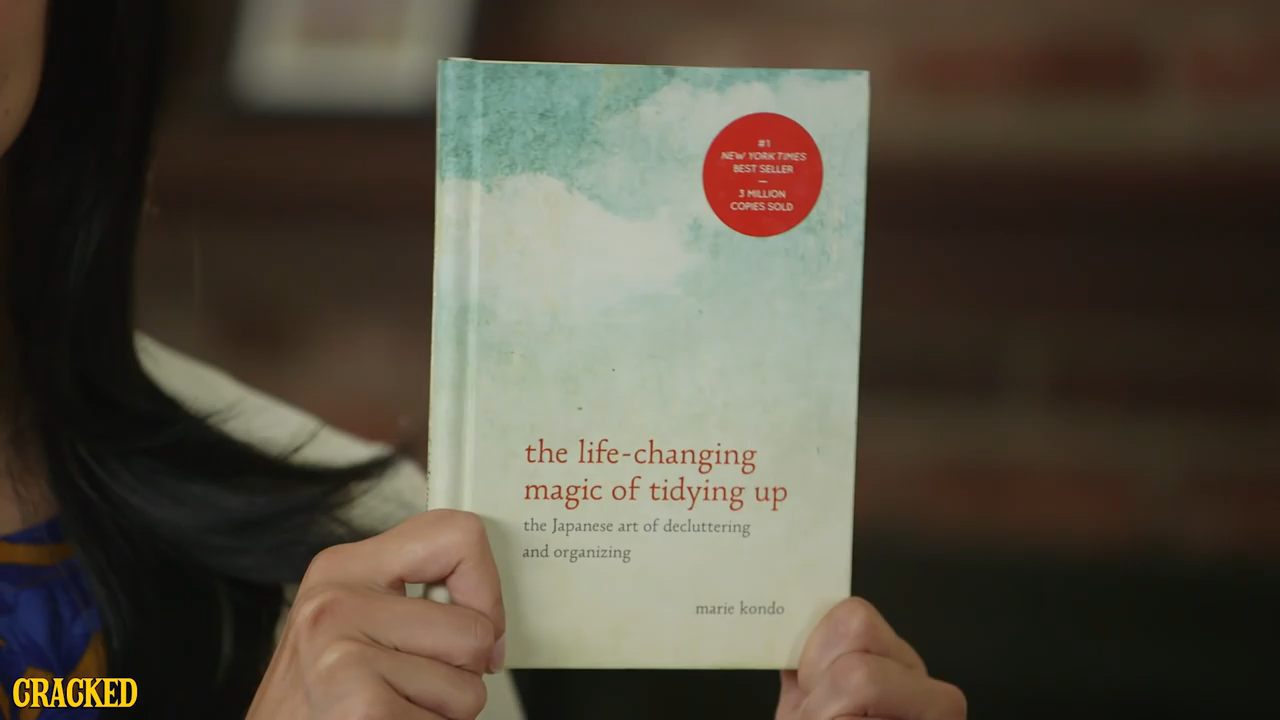 #1
NEW YORK TIMES
BEST SELLER
—
3 MILLION
COPIES SOLD
the life-changing
magic of tidying up
the Japanese art of decluttering
and organizing
marie kondo
CRACKED